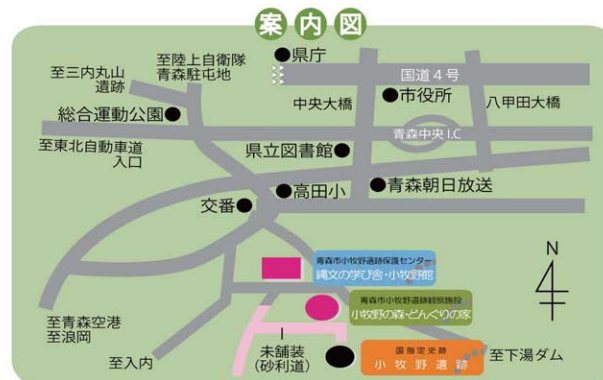 案内図
県庁
国道4号
至陸上自衛隊
青森駐屯地
至三内丸山
遺跡
中央大橋
市役所
八甲田大橋
総合運動公園
青森中央I.C
至東北自動車道
入口
県立図書館
高田小
青森朝日放送
交番
青森市小牧野遺跡保護センター
縄文の学び舎・小牧野館
青森市小牧野遺跡観察施設
小牧野の森・どんぐりの家
N
至青森空港
至浪岡
至入内
未舗装
(砂利道)
国指定史跡
小牧野遺跡
至下湯ダム